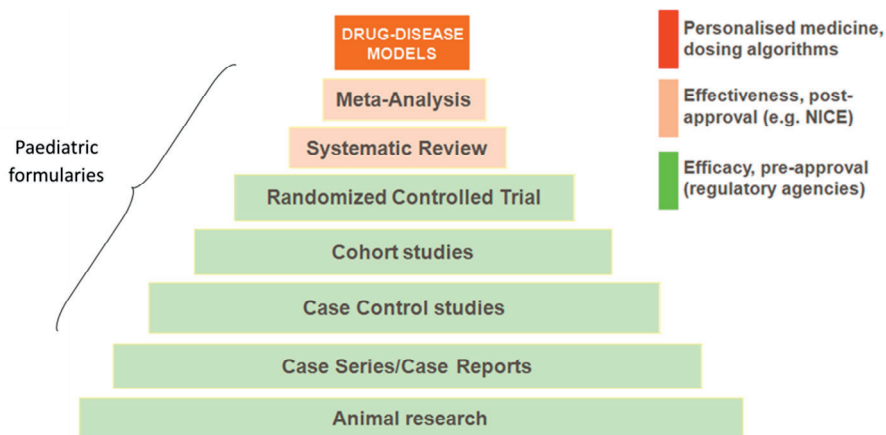 DRUG-DISEASE
MODELS
Meta-Analysis
Systematic Review
Randomized Controlled Trial
Cohort studies
Case Control studies
Case Series/Case Reports
Animal research
Paediatric
formularies
Personalised medicine,
dosing algorithms
Effectiveness, post-
approval (e.g. NICE)
Efficacy, pre-approval
(regulatory agencies)